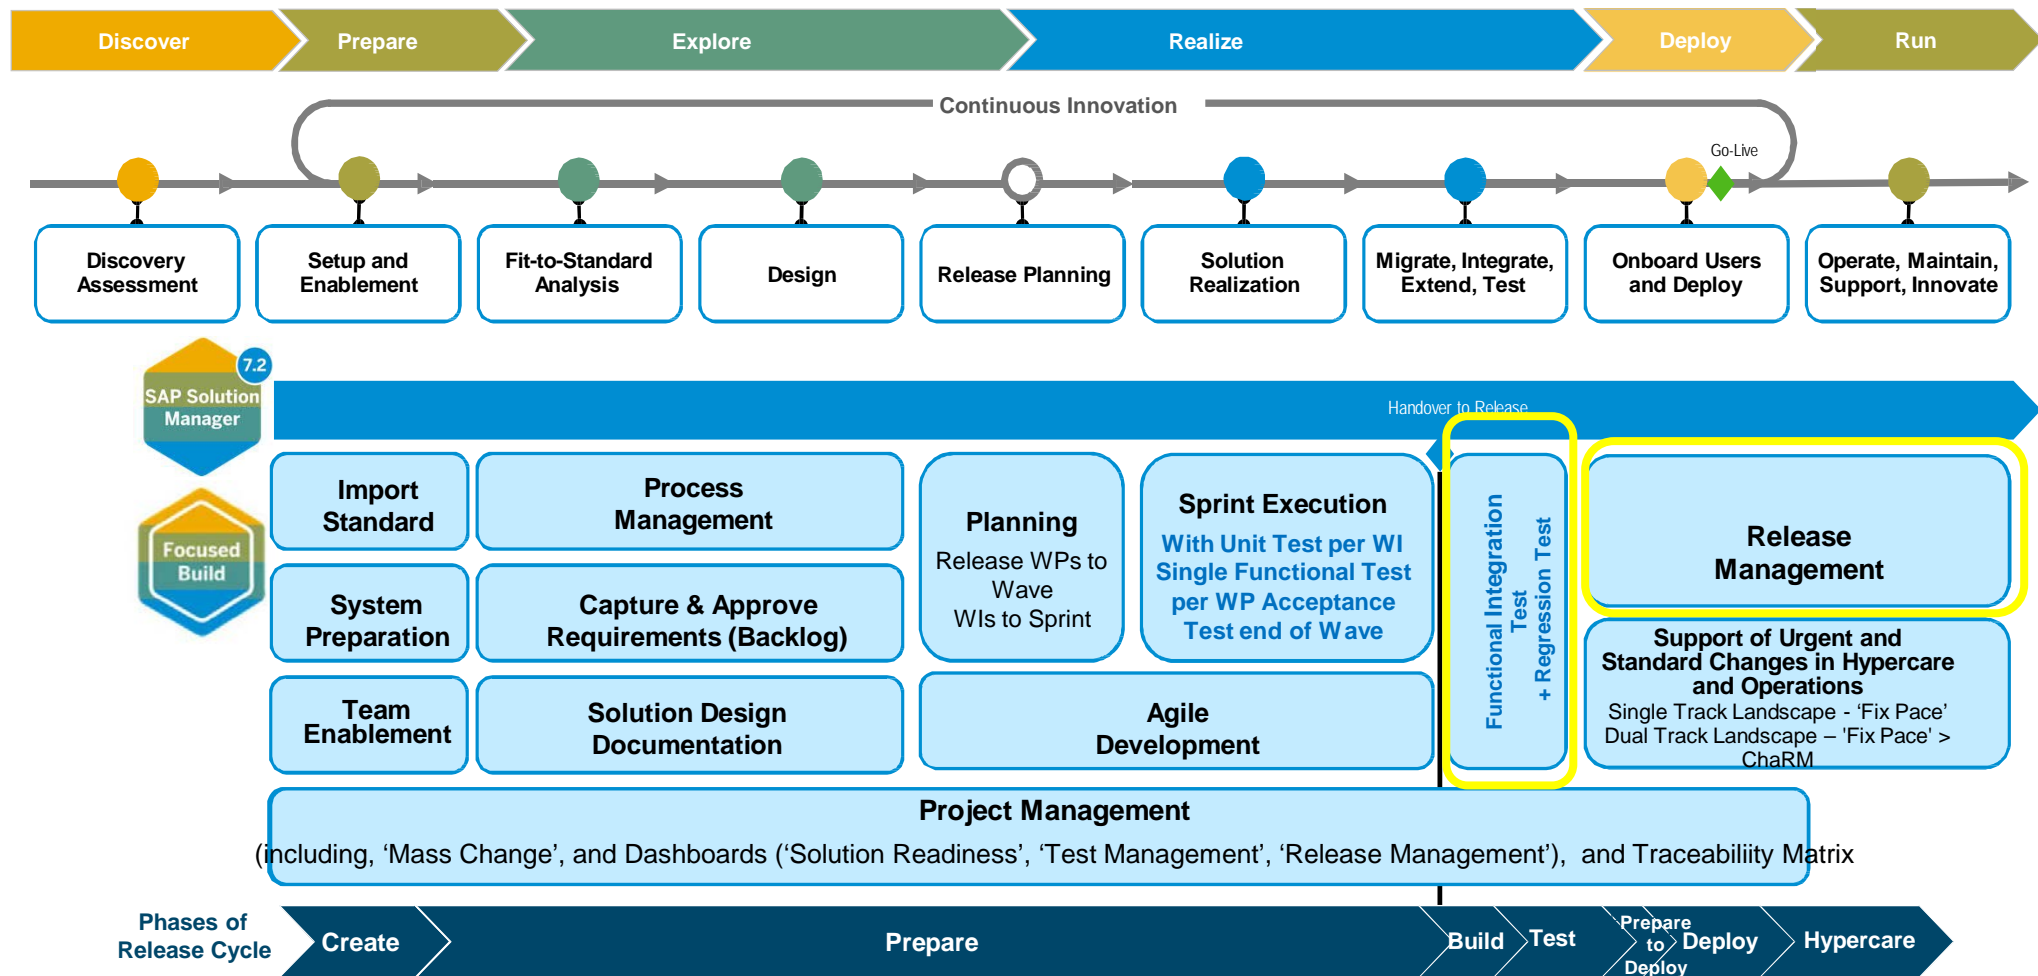 Discover
Prepare
Explore
Realize
Deploy
Run
Continuous Innovation
Go-Live
Discovery
Assessment
Setup and
Enablement
Fit-to-Standard
Analysis
Design
Release Planning
Solution
Realization
Migrate, Integrate,
Extend, Test
Onboard Users
and Deploy
Operate, Maintain,
Support, Innovate
7.2
SAP Solution
Manager
Handover to Release
Focused
Build
Import
Standard
Process
Management
Planning
Release WPs to
Wave
WIs to Sprint
Sprint Execution
With Unit Test per WI
Single Functional Test
per WP Acceptance
Test end of Wave
Functional Integration
Test
+ Regression Test
Release
Management
System
Preparation
Capture & Approve
Requirements (Backlog)
Support of Urgent and
Standard Changes in Hypercare
and Operations
Single Track Landscape - ‘Fix Pace’
Dual Track Landscape – 'Fix Pace' >
ChaRM
Team
Enablement
Solution Design
Documentation
Agile
Development
Project Management
(including, ‘Mass Change’, and Dashboards (‘Solution Readiness’, ‘Test Management’, ‘Release Management’), and Traceabiliity Matrix
Phases of
Release Cycle
Create
Prepare
Build
Test
Prepare
to
Deploy
Deploy
Hypercare